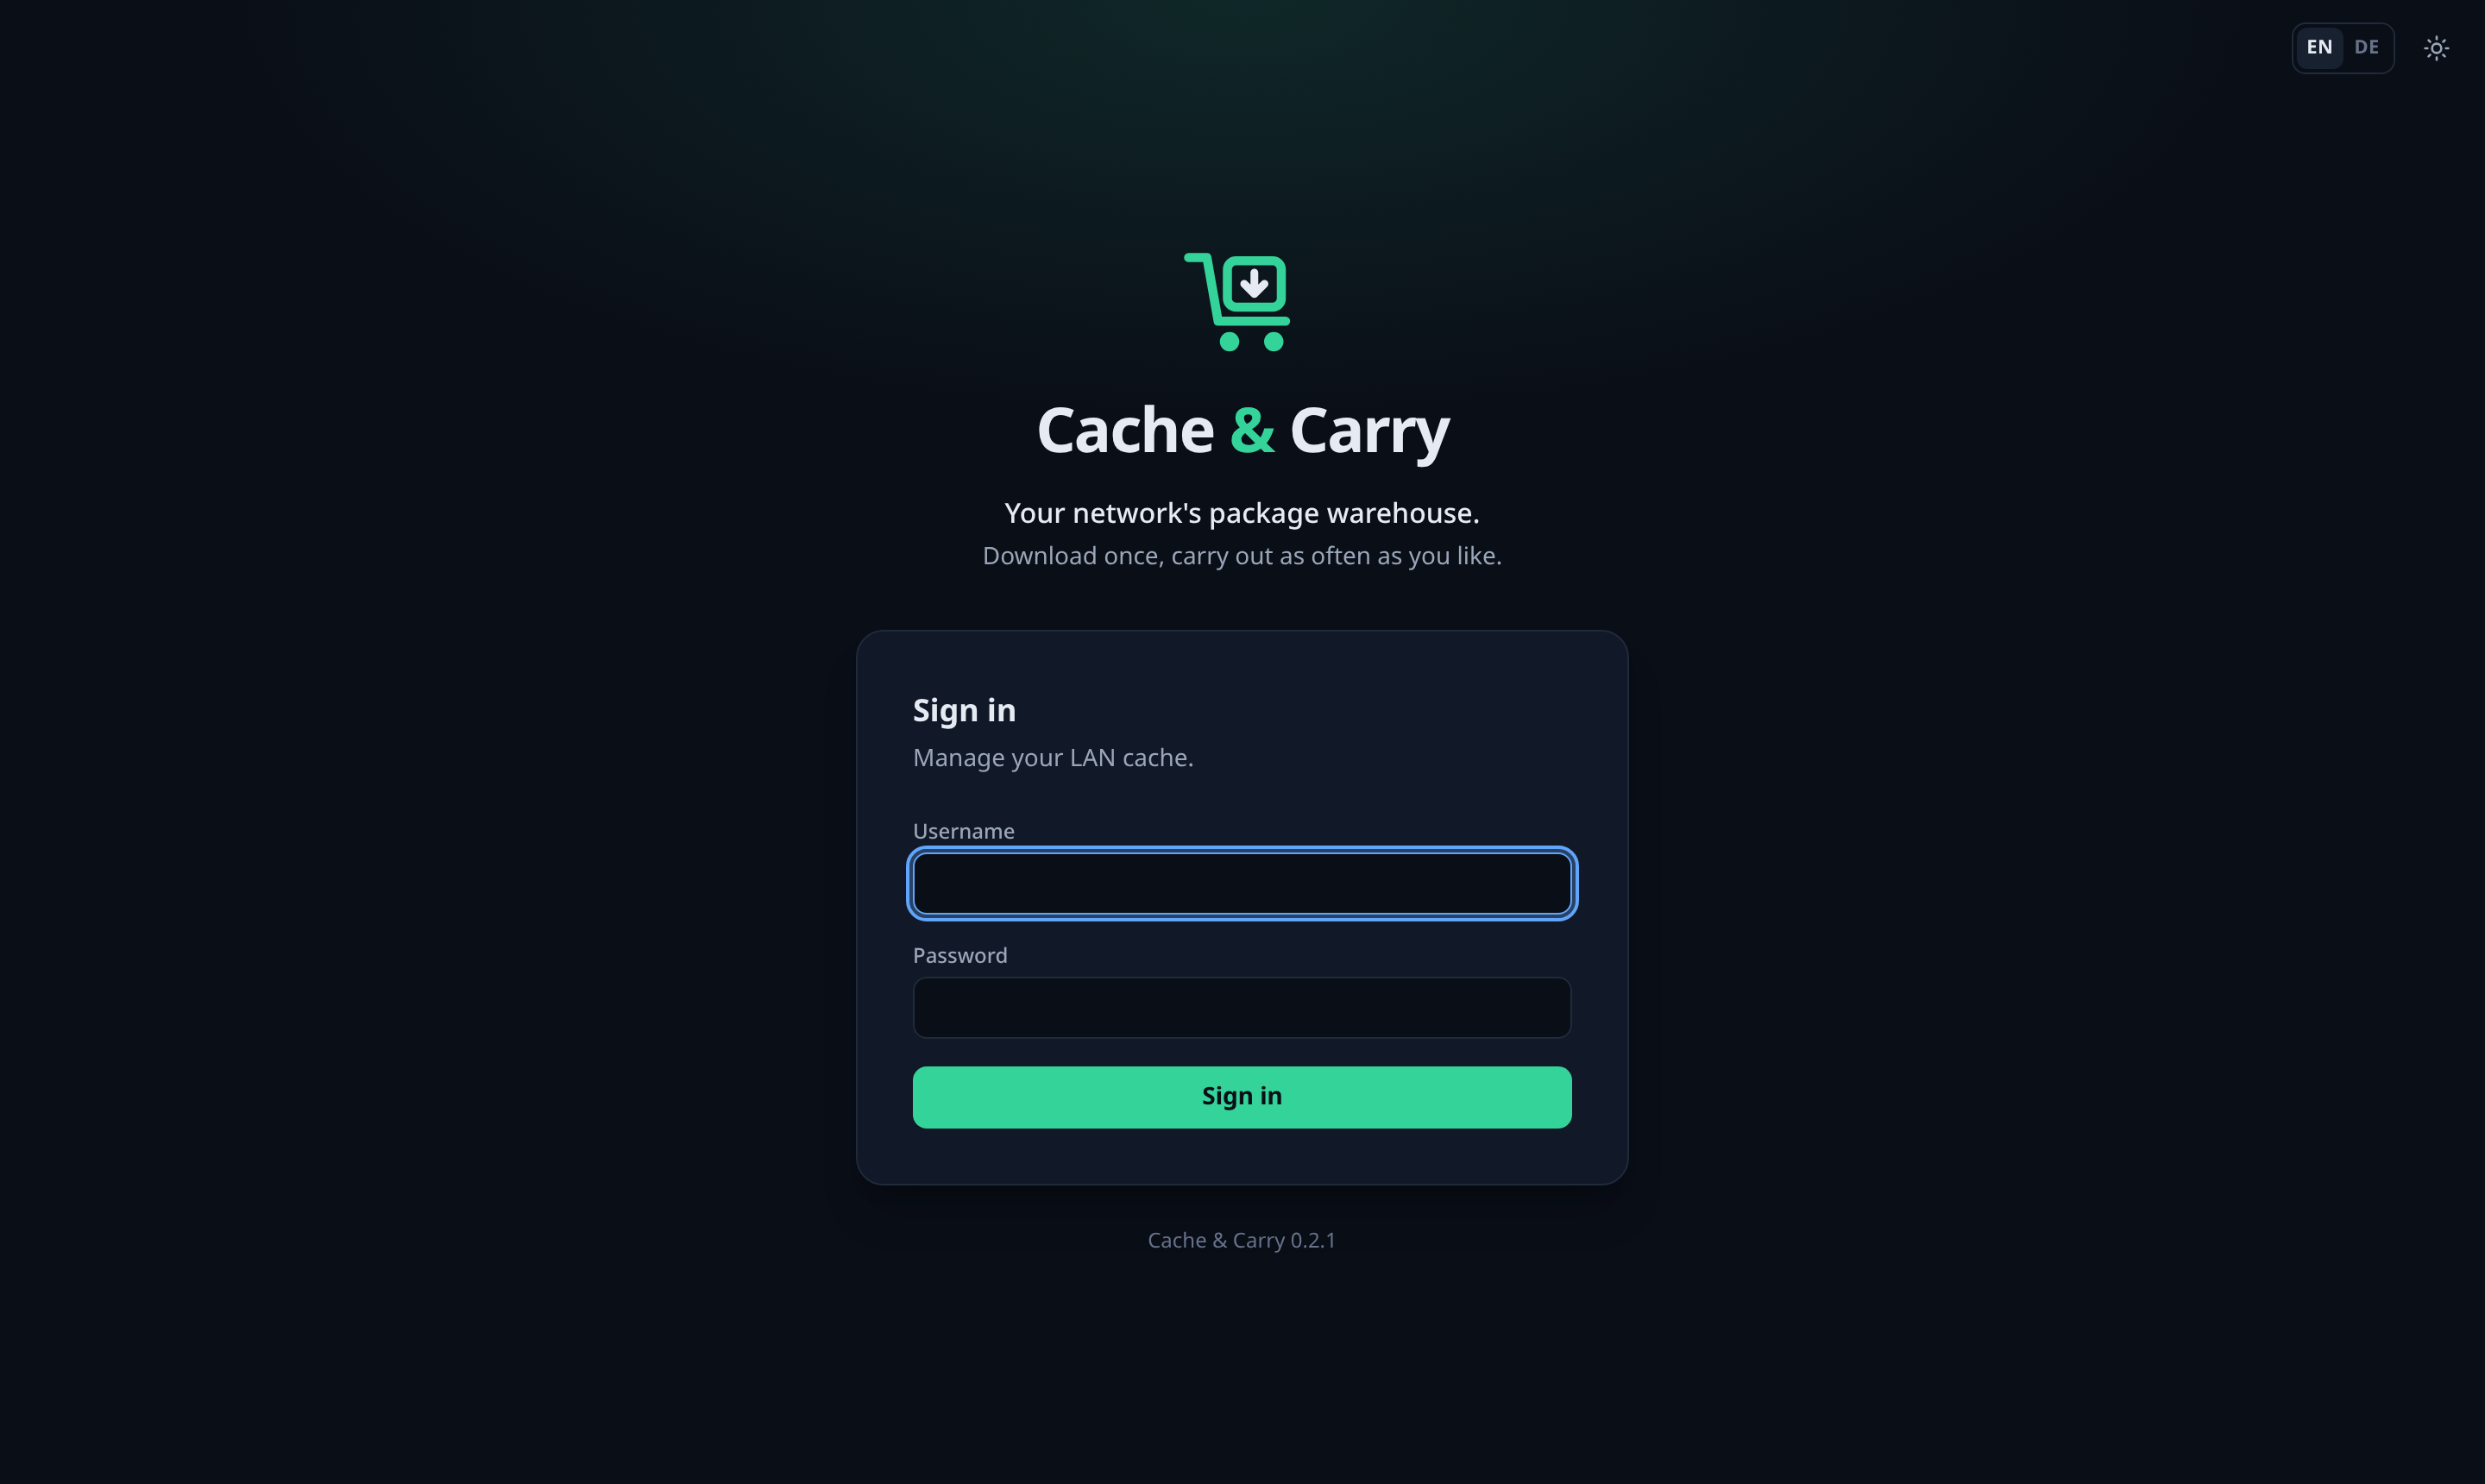 EN DE
Cache & Carry
Your network's package warehouse.
Download once, carry out as often as you like.
Sign in
Manage your LAN cache.
Username
Password
Sign in
Cache & Carry 0.2.1